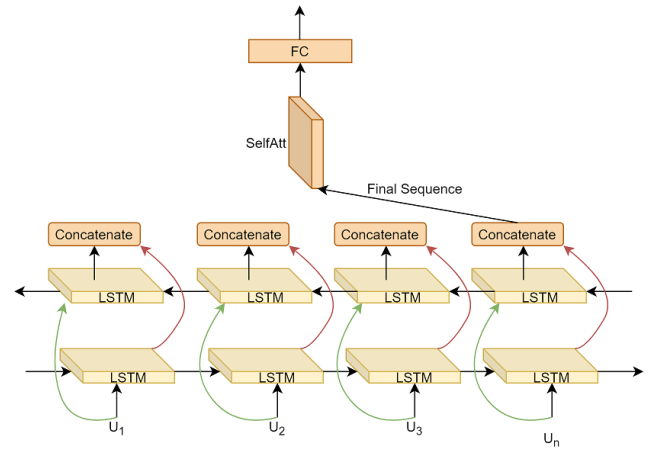 FC
SelfAtt
Final Sequence
Concatenate
Concatenate
Concatenate
Concatenate
LSTM
LSTM
LSTM
LSTM
LSTM
LSTM
LSTM
LSTM
U1
U2
U3
Un